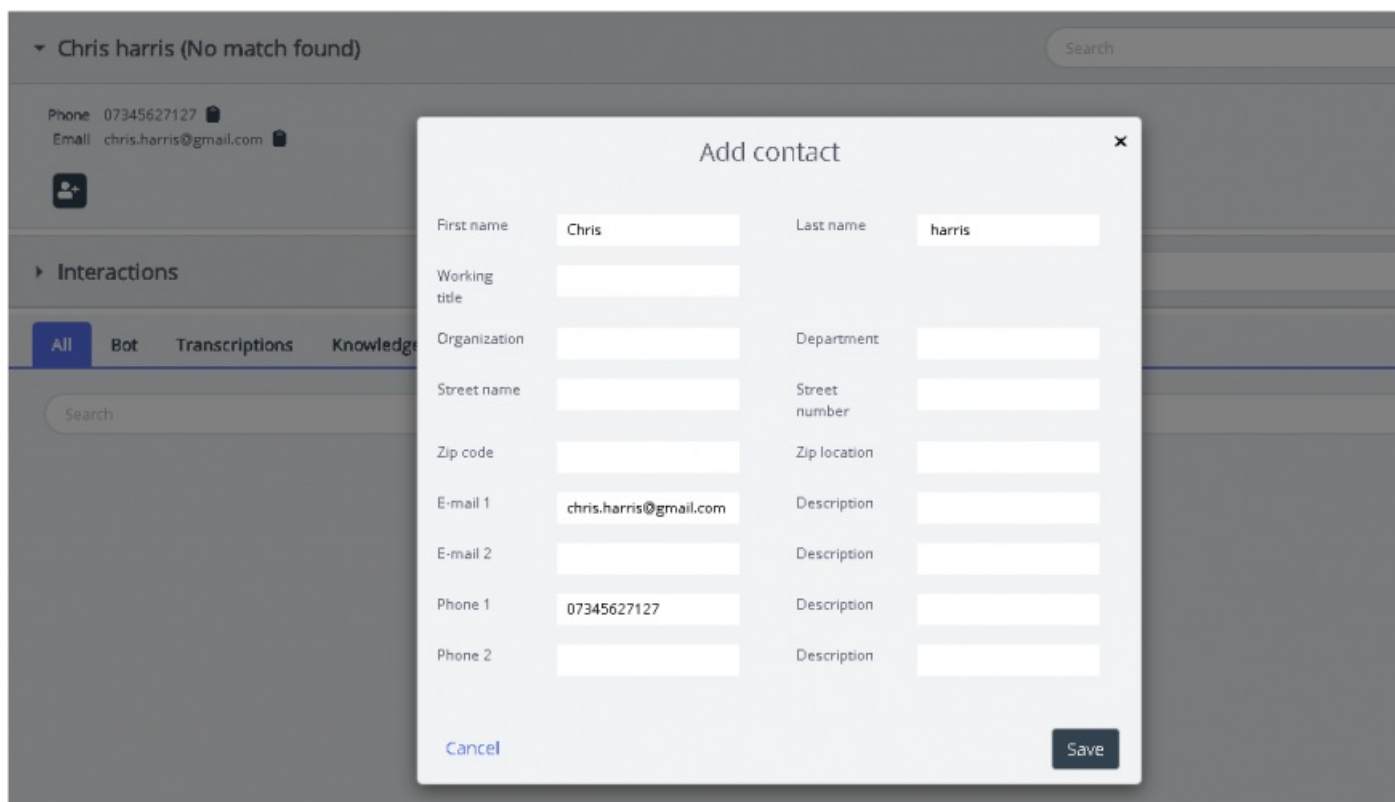 Chris harris (No match found)
Search
Phone 07345627127
Email chris.harris@gmail.com
Add contact
First name Chris Last name harris
Interactions
Working
title
All Bot Transcriptions Knowledge
Organization Department
Street name Street
number
Search
Zip code Zip location
E-mail 1 chris.harris@gmail.com Description
E-mail 2 Description
Phone 1 07345627127 Description
Phone 2 Description
Cancel Save